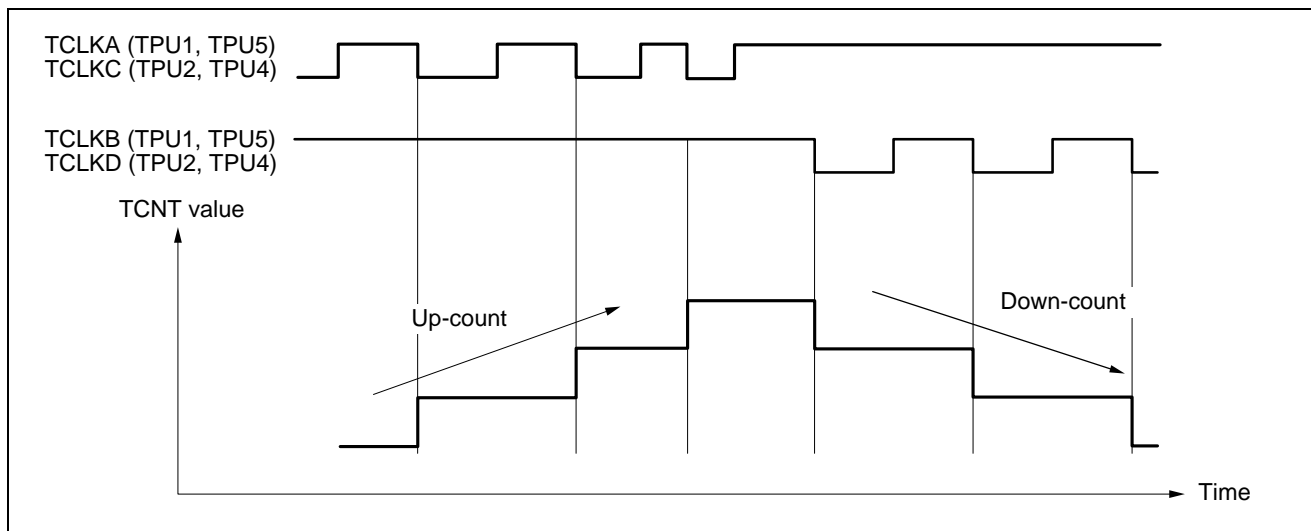 TCLKA (TPU1, TPU5)
TCLKC (TPU2, TPU4)
TCLKB (TPU1, TPU5)
TCLKD (TPU2, TPU4)
TCNT value
Up-count
Down-count
Time